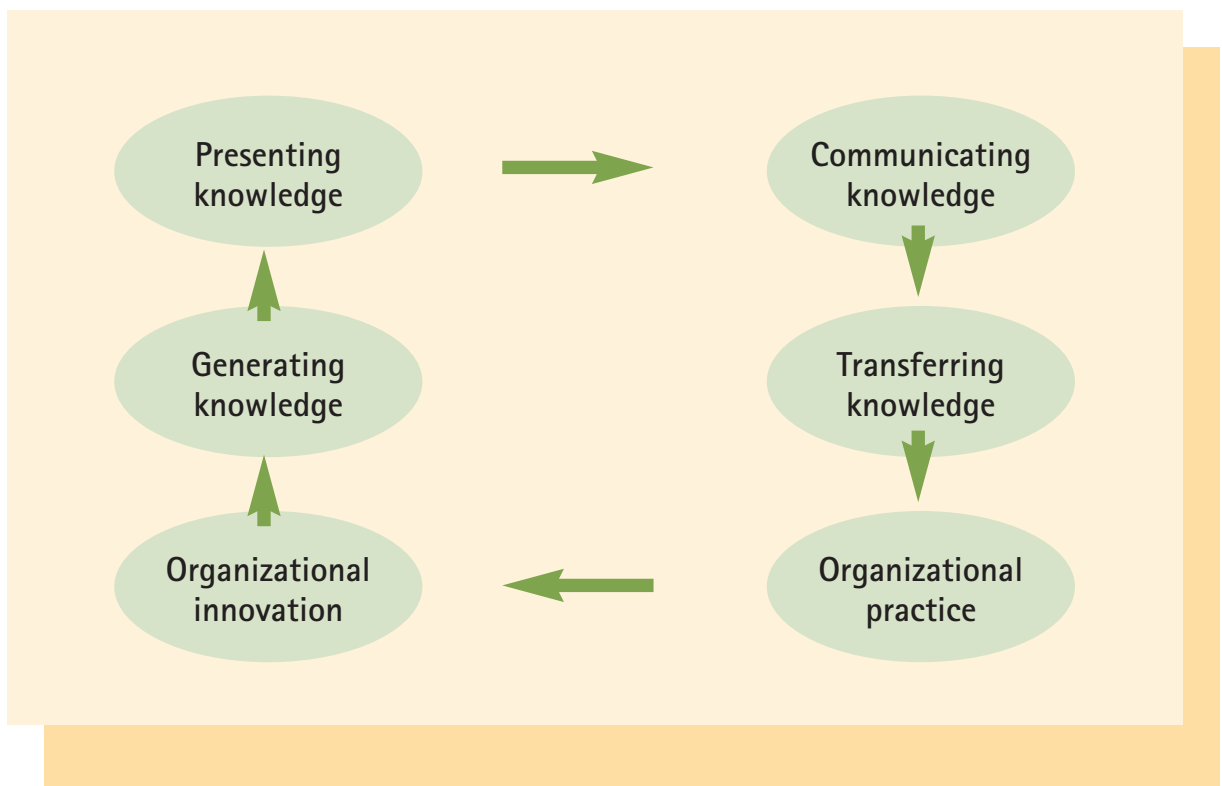 Presenting
knowledge
Communicating
knowledge
Generating
knowledge
Transferring
knowledge
Organizational
innovation
Organizational
practice